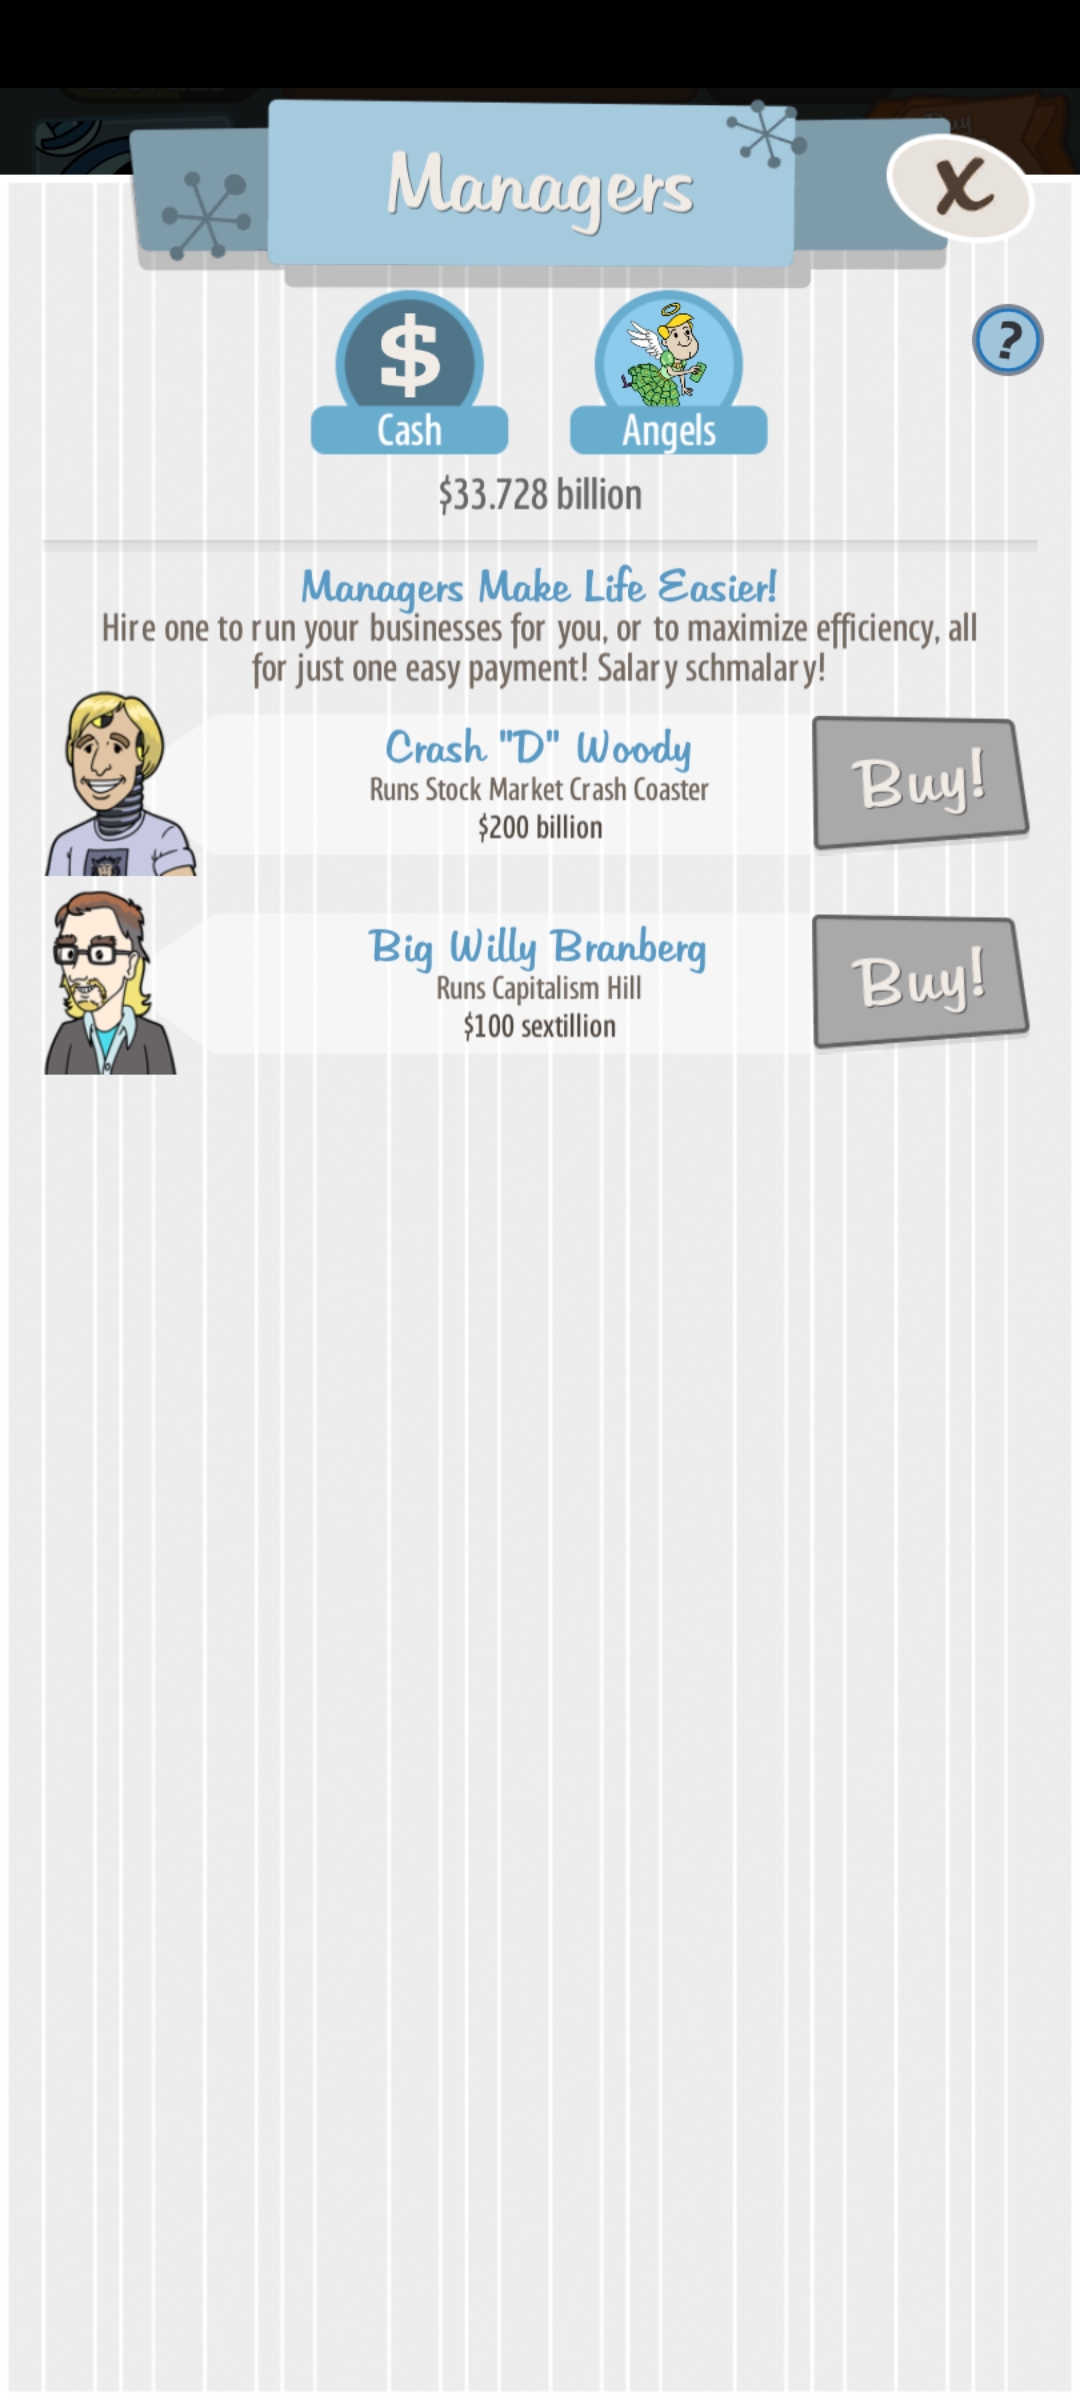 Managers
X
$
Cash
Angels
?
$33.728 billion
Managers Make Life Easier!
Hire one to run your businesses for you, or to maximize efficiency, all
for just one easy payment! Salary schmalary!
Crash "D" Woody
Runs Stock Market Crash Coaster
$200 billion
Buy!
Big Willy Branberg
Runs Capitalism Hill
$100 sextillion
Buy!